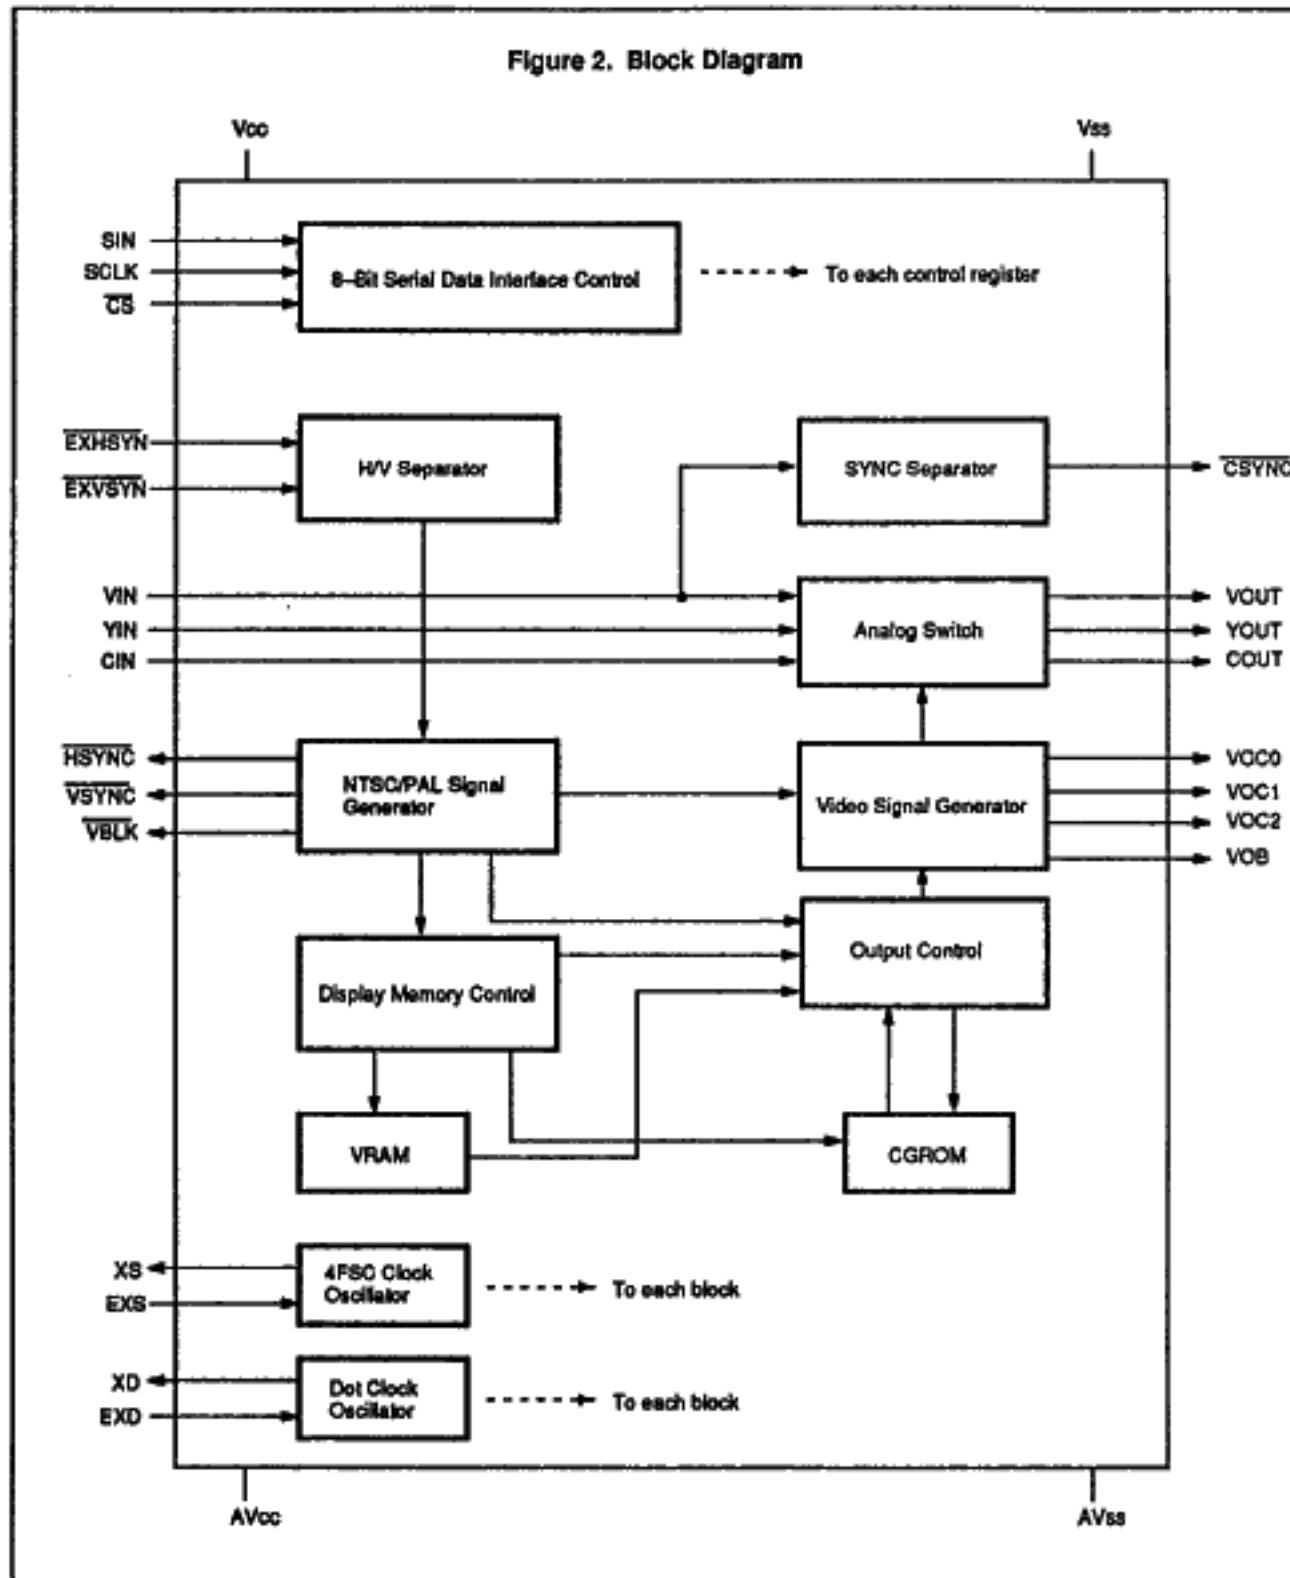 Figure 2. Block Diagram
Vcc
Vss
SIN
SCLK
CS
8-Bit Serial Data Interface Control
To each control register
EXHSYN
EXVSYN
H/V Separator
SYNC Separator
CSYNC
VIN
YIN
CIN
Analog Switch
VOUT
YOUT
COUT
HSYNC
VSYNC
VBLK
NTSC/PAL Signal
Generator
Video Signal Generator
VOC0
VOC1
VOC2
VOB
Display Memory Control
Output Control
VRAM
CGROM
XS
EXS
4FSC Clock
Oscillator
To each block
XD
EXD
Dot Clock
Oscillator
To each block
AVcc
AVss